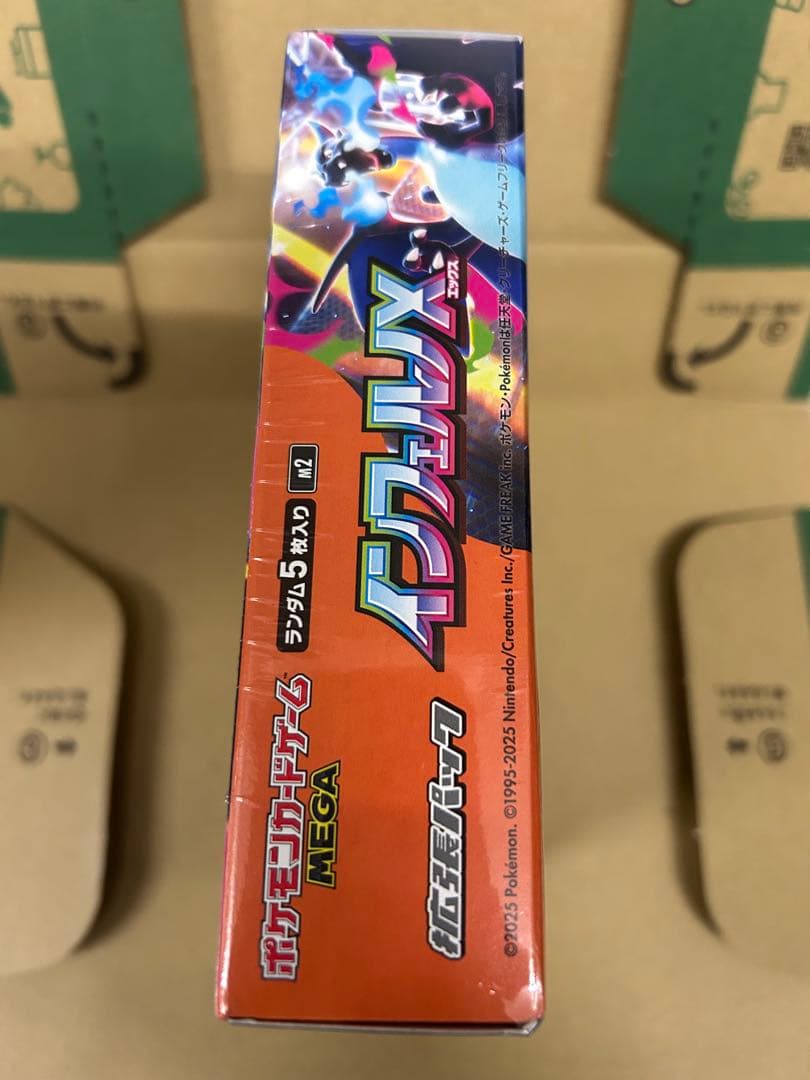 ポケモンカードゲーム™
MEGA
ランダム5枚入り
M2
拡張パック
インフェルノX
エックス
©2025 Pokémon. ©1995-2025 Nintendo/Creatures Inc./GAME FREAK inc. ポケモン・Pokémonは任天堂・クリーチャーズ・ゲームフリークの